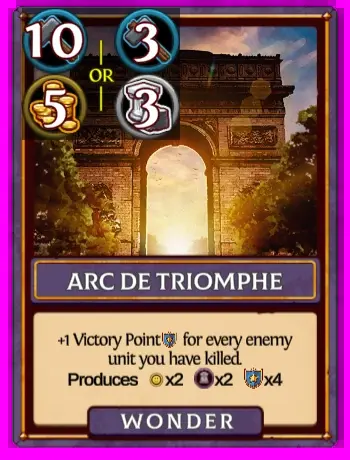 10 3
OR
5 3
ARC DE TRIOMPHE
+1 Victory Point for every enemy
unit you have killed.
Produces x2 x2 x4
WONDER